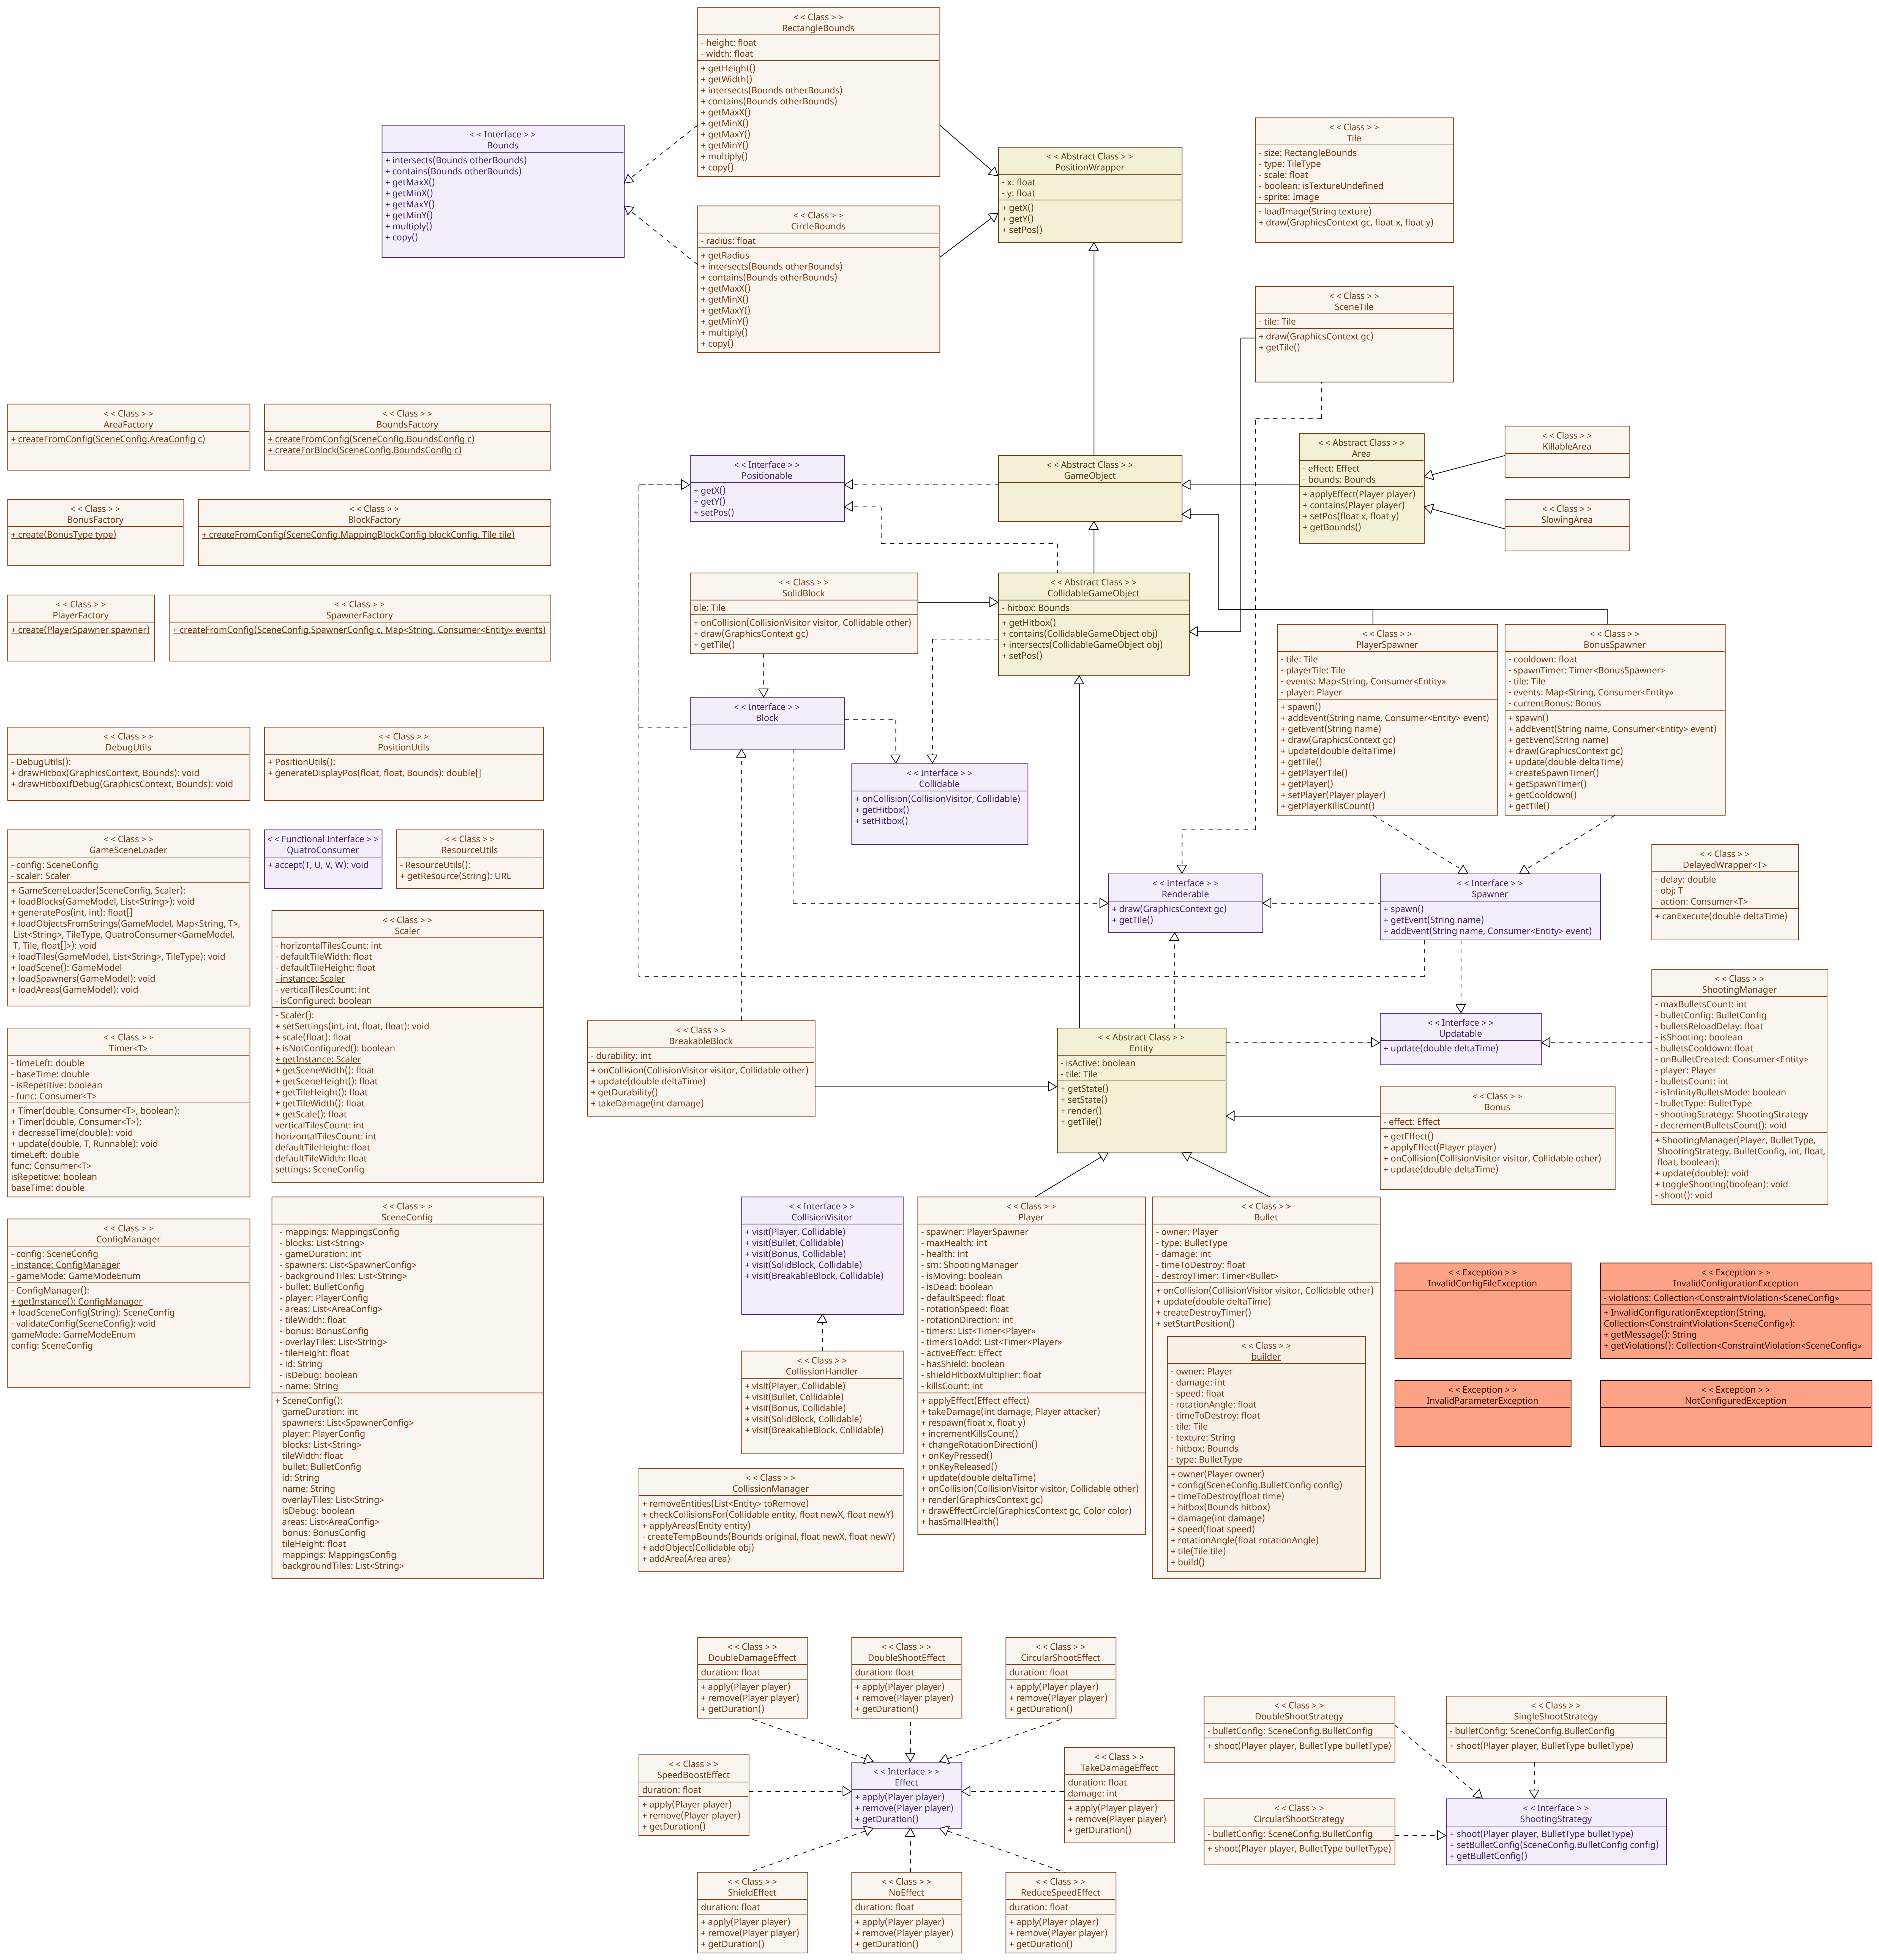 < < Class > >
RectangleBounds
- height: float
- width: float
+ getHeight()
+ getWidth()
+ intersects(Bounds otherBounds)
+ contains(Bounds otherBounds)
+ getMaxX()
+ getMinX()
+ getMaxY()
+ getMinY()
+ multiply()
+ copy()
< < Interface > >
Bounds
+ intersects(Bounds otherBounds)
+ contains(Bounds otherBounds)
+ getMaxX()
+ getMinX()
+ getMaxY()
+ getMinY()
+ multiply()
+ copy()
< < Abstract Class > >
PositionWrapper
- x: float
- y: float
+ getX()
+ getY()
+ setPos()
< < Class > >
Tile
- size: RectangleBounds
- type: TileType
- scale: float
- boolean: isTextureUndefined
- sprite: Image
- loadImage(String texture)
+ draw(GraphicsContext gc, float x, float y)
< < Class > >
CircleBounds
- radius: float
+ getRadius
+ intersects(Bounds otherBounds)
+ contains(Bounds otherBounds)
+ getMaxX()
+ getMinX()
+ getMaxY()
+ getMinY()
+ multiply()
+ copy()
< < Class > >
SceneTile
- tile: Tile
+ draw(GraphicsContext gc)
+ getTile()
< < Class > >
AreaFactory
+ createFromConfig(SceneConfig.AreaConfig c)
< < Class > >
BoundsFactory
+ createFromConfig(SceneConfig.BoundsConfig c)
+ createForBlock(SceneConfig.BoundsConfig c)
< < Interface > >
Positionable
+ getX()
+ getY()
+ setPos()
< < Abstract Class > >
GameObject
< < Abstract Class > >
Area
- effect: Effect
- bounds: Bounds
+ applyEffect(Player player)
+ contains(Player player)
+ setPos(float x, float y)
+ getBounds()
< < Class > >
KillableArea
< < Class > >
SlowingArea
< < Class > >
BonusFactory
+ create(BonusType type)
< < Class > >
BlockFactory
+ createFromConfig(SceneConfig.MappingBlockConfig blockConfig, Tile tile)
< < Class > >
PlayerFactory
+ create(PlayerSpawner spawner)
< < Class > >
SpawnerFactory
+ createFromConfig(SceneConfig.SpawnerConfig c, Map<String, Consumer<Entity> events)
< < Class > >
SolidBlock
tile: Tile
+ onCollision(CollisionVisitor visitor, Collidable other)
+ draw(GraphicsContext gc)
+ getTile()
< < Abstract Class > >
CollidableGameObject
- hitbox: Bounds
+ getHitbox()
+ contains(CollidableGameObject obj)
+ intersects(CollidableGameObject obj)
+ setPos()
< < Class > >
PlayerSpawner
- tile: Tile
- playerTile: Tile
- events: Map<String, Consumer<Entity»
- player: Player
+ spawn()
+ addEvent(String name, Consumer<Entity> event)
+ getEvent(String name)
+ draw(GraphicsContext gc)
+ update(double deltaTime)
+ getTile()
+ getPlayerTile()
+ getPlayer()
+ setPlayer(Player player)
+ getPlayerKillsCount()
< < Class > >
BonusSpawner
- cooldown: float
- spawnTimer: Timer<BonusSpawner>
- tile: Tile
- events: Map<String, Consumer<Entity»
- currentBonus: Bonus
+ spawn()
+ addEvent(String name, Consumer<Entity> event)
+ getEvent(String name)
+ draw(GraphicsContext gc)
+ update(double deltaTime)
+ createSpawnTimer()
+ getSpawnTimer()
+ getCooldown()
+ getTile()
< < Interface > >
Block
< < Interface > >
Collidable
+ onCollision(CollisionVisitor, Collidable)
+ getHitbox()
+ setHitbox()
< < Class > >
DebugUtils
- DebugUtils():
+ drawHitbox(GraphicsContext, Bounds): void
+ drawHitboxIfDebug(GraphicsContext, Bounds): void
< < Class > >
PositionUtils
+ PositionUtils():
+ generateDisplayPos(float, float, Bounds): double[]
< < Class > >
GameSceneLoader
- config: SceneConfig
- scaler: Scaler
+ GameSceneLoader(SceneConfig, Scaler):
+ loadBlocks(GameModel, List<String>): void
+ generatePos(int, int): float[]
+ loadObjectsFromStrings(GameModel, Map<String, T>,
List<String>, TileType, QuatroConsumer<GameModel,
T, Tile, float[]>): void
+ loadTiles(GameModel, List<String>, TileType): void
+ loadScene(): GameModel
+ loadSpawners(GameModel): void
+ loadAreas(GameModel): void
< < Functional Interface > >
QuatroConsumer
+ accept(T, U, V, W): void
< < Class > >
ResourceUtils
- ResourceUtils():
+ getResource(String): URL
< < Class > >
DelayedWrapper<T>
- delay: double
- obj: T
- action: Consumer<T>
+ canExecute(double deltaTime)
< < Interface > >
Renderable
+ draw(GraphicsContext gc)
+ getTile()
< < Interface > >
Spawner
+ spawn()
+ getEvent(String name)
+ addEvent(String name, Consumer<Entity> event)
< < Class > >
Scaler
- horizontalTilesCount: int
- defaultTileWidth: float
- defaultTileHeight: float
- instance: Scaler
- verticalTilesCount: int
- isConfigured: boolean
- Scaler():
+ setSettings(int, int, float, float): void
+ scale(float): float
+ isNotConfigured(): boolean
+ getInstance: Scaler
+ getSceneWidth(): float
+ getSceneHeight(): float
+ getTileHeight(): float
+ getTileWidth(): float
+ getScale(): float
verticalTilesCount: int
horizontalTilesCount: int
defaultTileHeight: float
defaultTileWidth: float
settings: SceneConfig
< < Class > >
ShootingManager
- maxBulletsCount: int
- bulletConfig: BulletConfig
- bulletsReloadDelay: float
- isShooting: boolean
- bulletsCooldown: float
- onBulletCreated: Consumer<Entity>
- player: Player
- bulletsCount: int
- isInfinityBulletsMode: boolean
- bulletType: BulletType
- shootingStrategy: ShootingStrategy
- decrementBulletsCount(): void
+ ShootingManager(Player, BulletType,
ShootingStrategy, BulletConfig, int, float,
float, boolean):
+ update(double): void
+ toggleShooting(boolean): void
- shoot(): void
< < Class > >
Timer<T>
- timeLeft: double
- baseTime: double
- isRepetitive: boolean
- func: Consumer<T>
+ Timer(double, Consumer<T>, boolean):
+ Timer(double, Consumer<T>):
+ decreaseTime(double): void
+ update(double, T, Runnable): void
timeLeft: double
func: Consumer<T>
isRepetitive: boolean
baseTime: double
< < Class > >
BreakableBlock
- durability: int
+ onCollision(CollisionVisitor visitor, Collidable other)
+ update(double deltaTime)
+ getDurability()
+ takeDamage(int damage)
< < Abstract Class > >
Entity
- isActive: boolean
- tile: Tile
+ getState()
+ setState()
+ render()
+ getTile()
< < Interface > >
Updatable
+ update(double deltaTime)
< < Class > >
Bonus
- effect: Effect
+ getEffect()
+ applyEffect(Player player)
+ onCollision(CollisionVisitor visitor, Collidable other)
+ update(double deltaTime)
< < Class > >
ConfigManager
- config: SceneConfig
- instance: ConfigManager
- gameMode: GameModeEnum
- ConfigManager():
+ getInstance(): ConfigManager
+ loadSceneConfig(String): SceneConfig
- validateConfig(SceneConfig): void
gameMode: GameModeEnum
config: SceneConfig
< < Class > >
SceneConfig
- mappings: MappingsConfig
- blocks: List<String>
- gameDuration: int
- spawners: List<SpawnerConfig>
- backgroundTiles: List<String>
- bullet: BulletConfig
- player: PlayerConfig
- areas: List<AreaConfig>
- tileWidth: float
- bonus: BonusConfig
- overlayTiles: List<String>
- tileHeight: float
- id: String
- isDebug: boolean
- name: String
+ SceneConfig():
gameDuration: int
spawners: List<SpawnerConfig>
player: PlayerConfig
blocks: List<String>
tileWidth: float
bullet: BulletConfig
id: String
name: String
overlayTiles: List<String>
isDebug: boolean
areas: List<AreaConfig>
bonus: BonusConfig
tileHeight: float
mappings: MappingsConfig
backgroundTiles: List<String>
< < Interface > >
CollisionVisitor
+ visit(Player, Collidable)
+ visit(Bullet, Collidable)
+ visit(Bonus, Collidable)
+ visit(SolidBlock, Collidable)
+ visit(BreakableBlock, Collidable)
< < Class > >
CollissionHandler
+ visit(Player, Collidable)
+ visit(Bullet, Collidable)
+ visit(Bonus, Collidable)
+ visit(SolidBlock, Collidable)
+ visit(BreakableBlock, Collidable)
< < Class > >
CollissionManager
+ removeEntities(List<Entity> toRemove)
+ checkCollisionsFor(Collidable entity, float newX, float newY)
+ applyAreas(Entity entity)
- createTempBounds(Bounds original, float newX, float newY)
+ addObject(Collidable obj)
+ addArea(Area area)
< < Class > >
Player
- spawner: PlayerSpawner
- maxHealth: int
- health: int
- sm: ShootingManager
- isMoving: boolean
- isDead: boolean
- defaultSpeed: float
- rotationSpeed: float
- rotationDirection: int
- timers: List<Timer<Player»
- timersToAdd: List<Timer<Player»
- activeEffect: Effect
- hasShield: boolean
- shieldHitboxMultiplier: float
- killsCount: int
+ applyEffect(Effect effect)
+ takeDamage(int damage, Player attacker)
+ respawn(float x, float y)
+ incrementKillsCount()
+ changeRotationDirection()
+ onKeyPressed()
+ onKeyReleased()
+ update(double deltaTime)
+ onCollision(CollisionVisitor visitor, Collidable other)
+ render(GraphicsContext gc)
+ drawEffectCircle(GraphicsContext gc, Color color)
+ hasSmallHealth()
< < Class > >
Bullet
- owner: Player
- type: BulletType
- damage: int
- timeToDestroy: float
- destroyTimer: Timer<Bullet>
+ onCollision(CollisionVisitor visitor, Collidable other)
+ update(double deltaTime)
+ createDestroyTimer()
+ setStartPosition()
< < Class > >
builder
- owner: Player
- damage: int
- speed: float
- rotationAngle: float
- timeToDestroy: float
- tile: Tile
- texture: String
- hitbox: Bounds
- type: BulletType
+ owner(Player owner)
+ config(SceneConfig.BulletConfig config)
+ timeToDestroy(float time)
+ hitbox(Bounds hitbox)
+ damage(int damage)
+ speed(float speed)
+ rotationAngle(float rotationAngle)
+ tile(Tile tile)
+ build()
< < Exception > >
InvalidConfigFileException
< < Exception > >
InvalidConfigurationException
- violations: Collection<ConstraintViolation<SceneConfig»
+ InvalidConfigurationException(String,
Collection<ConstraintViolation<SceneConfig»):
+ getMessage(): String
+ getViolations(): Collection<ConstraintViolation<SceneConfig»
< < Exception > >
InvalidParameterException
< < Exception > >
NotConfiguredException
< < Class > >
DoubleDamageEffect
duration: float
+ apply(Player player)
+ remove(Player player)
+ getDuration()
< < Class > >
DoubleShootEffect
duration: float
+ apply(Player player)
+ remove(Player player)
+ getDuration()
< < Class > >
CircularShootEffect
duration: float
+ apply(Player player)
+ remove(Player player)
+ getDuration()
< < Class > >
SpeedBoostEffect
duration: float
+ apply(Player player)
+ remove(Player player)
+ getDuration()
< < Interface > >
Effect
+ apply(Player player)
+ remove(Player player)
+ getDuration()
< < Class > >
TakeDamageEffect
duration: float
damage: int
+ apply(Player player)
+ remove(Player player)
+ getDuration()
< < Class > >
ShieldEffect
duration: float
+ apply(Player player)
+ remove(Player player)
+ getDuration()
< < Class > >
NoEffect
duration: float
+ apply(Player player)
+ remove(Player player)
+ getDuration()
< < Class > >
ReduceSpeedEffect
duration: float
+ apply(Player player)
+ remove(Player player)
+ getDuration()
< < Class > >
DoubleShootStrategy
- bulletConfig: SceneConfig.BulletConfig
+ shoot(Player player, BulletType bulletType)
< < Class > >
SingleShootStrategy
- bulletConfig: SceneConfig.BulletConfig
+ shoot(Player player, BulletType bulletType)
< < Class > >
CircularShootStrategy
- bulletConfig: SceneConfig.BulletConfig
+ shoot(Player player, BulletType bulletType)
< < Interface > >
ShootingStrategy
+ shoot(Player player, BulletType bulletType)
+ setBulletConfig(SceneConfig.BulletConfig config)
+ getBulletConfig()